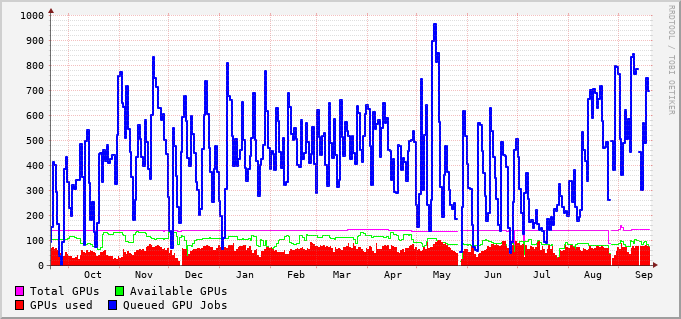 1000
900
800
700
600
500
400
300
200
100
0
Oct Nov Dec Jan Feb Mar Apr May Jun Jul Aug Sep
Total GPUs Available GPUs
GPUs used Queued GPU Jobs
RRDTOOL / TOBI OETIKER